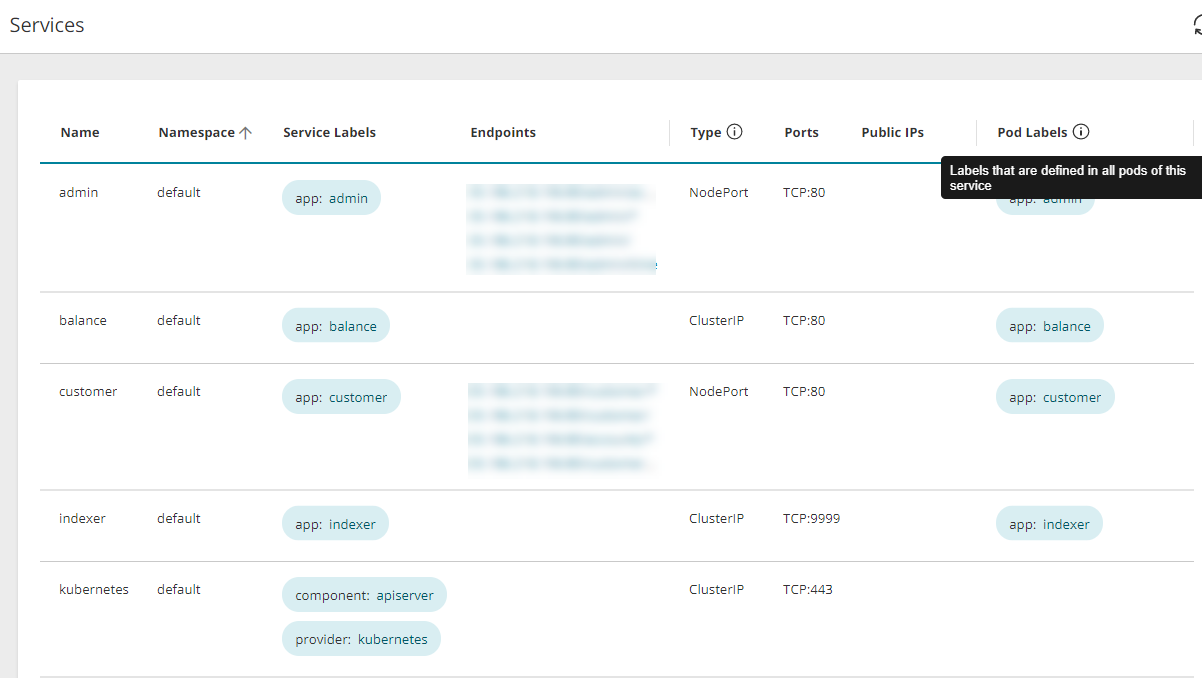 Services
Name Namespace Service Labels Endpoints Type Ports Public IPs Pod Labels
Labels that are defined in all pods of this
service
admin default app: admin NodePort TCP:80 app: admin
balance default app: balance ClusterIP TCP:80 app: balance
customer default app: customer NodePort TCP:80 app: customer
indexer default app: indexer ClusterIP TCP:9999 app: indexer
kubernetes default component: apiserver ClusterIP TCP:443
provider: kubernetes